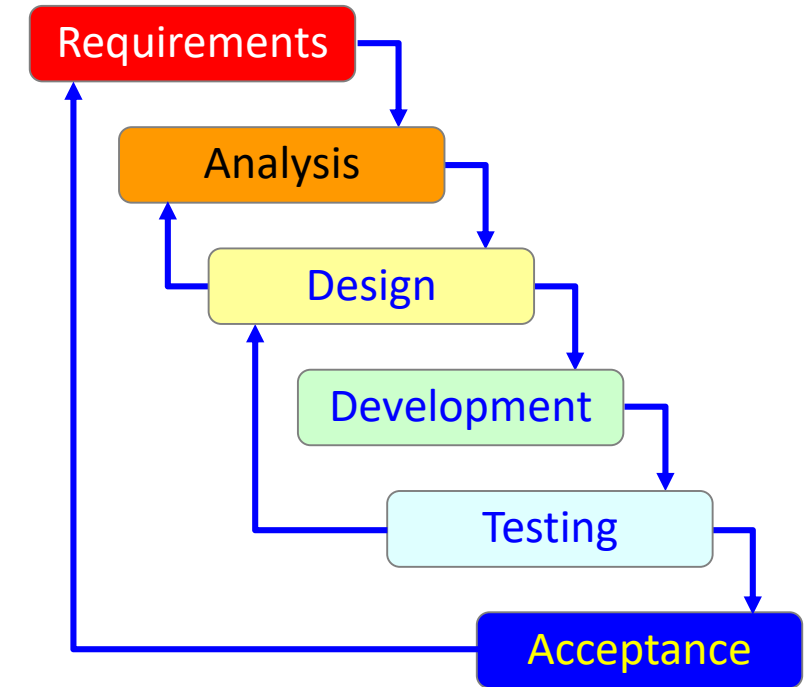 Requirements
Analysis
Design
Development
Testing
Acceptance